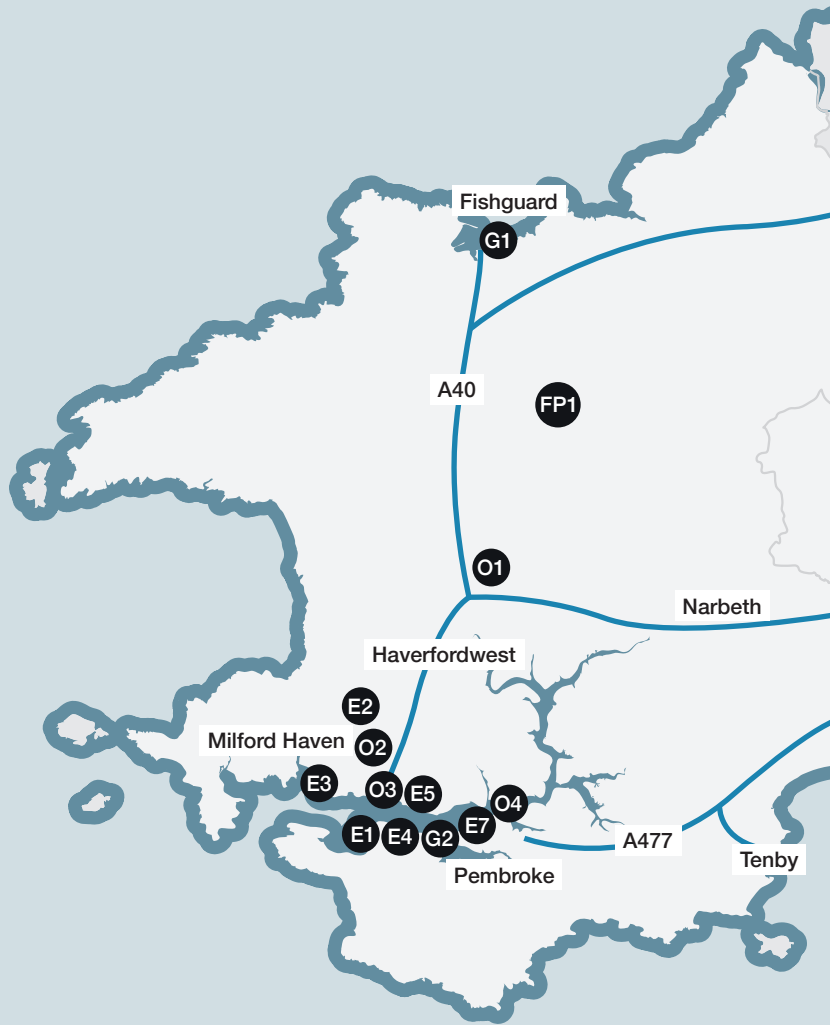 Fishguard
G1
A40
FP1
O1
Narbeth
Haverfordwest
E2
Milford Haven
O2
E3
O3
E5
O4
E1
E4
G2
E7
A477
Pembroke
Tenby